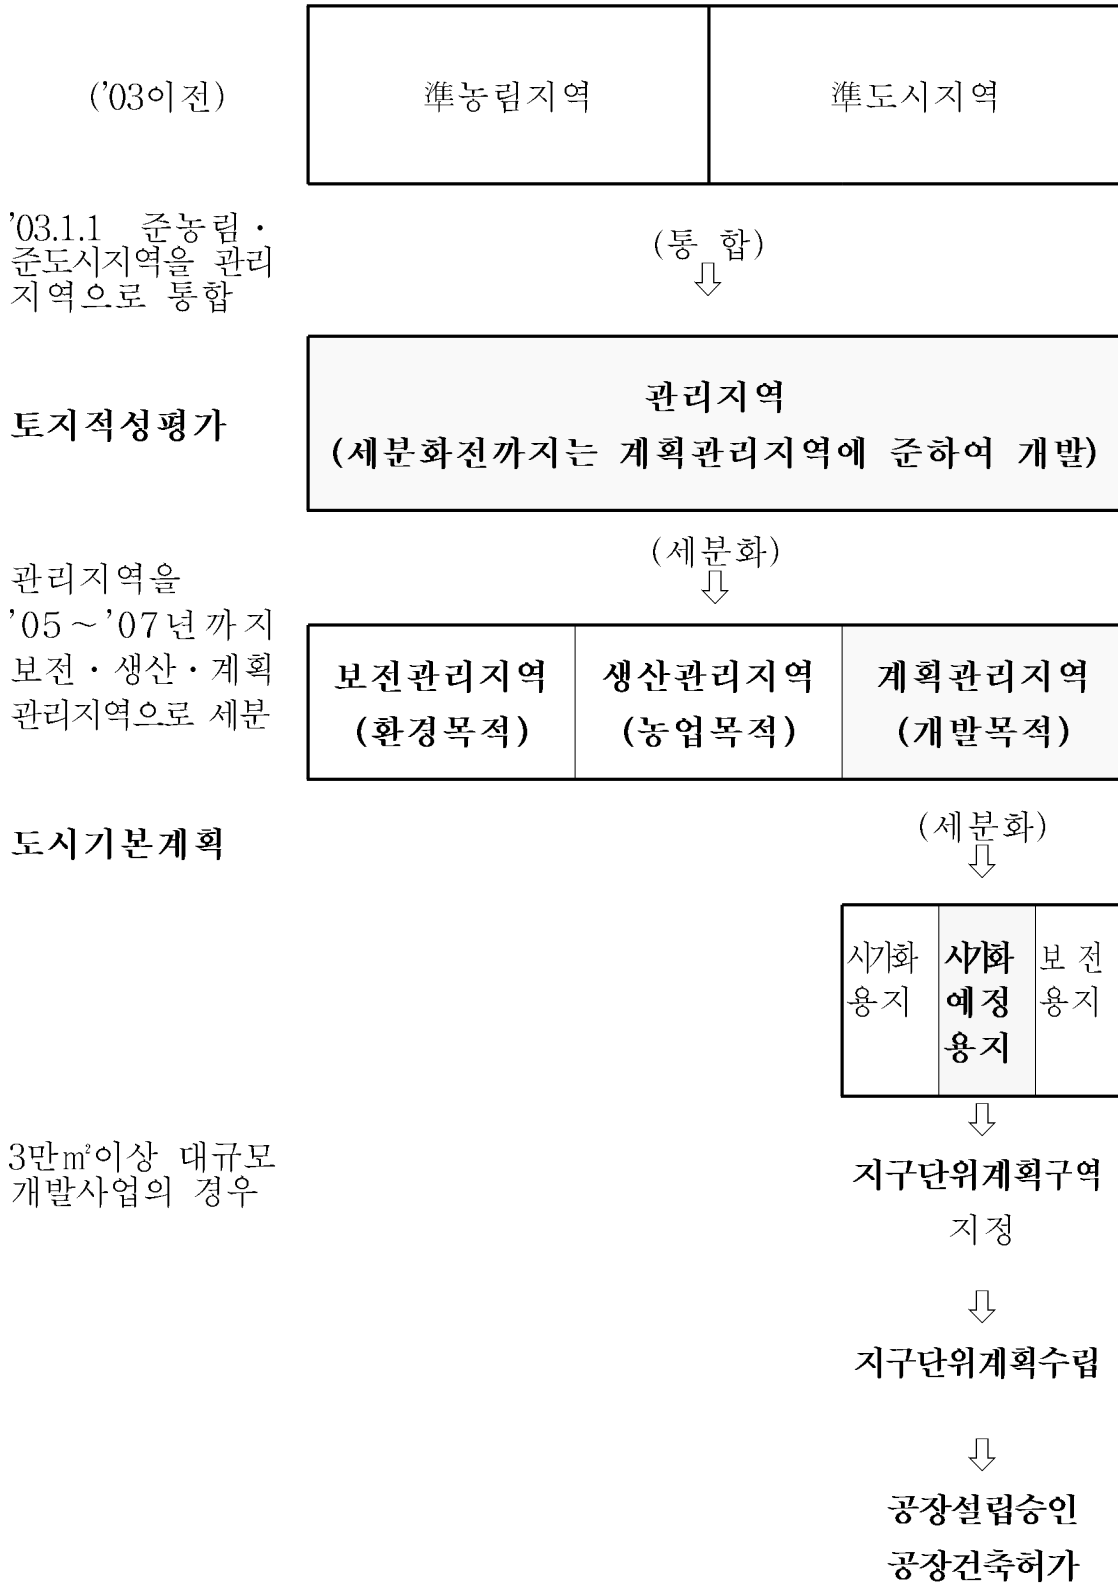 ('03이전)
準농림지역
準도시지역
'03.1.1 준농림·
준도시지역을 관리
지역으로 통합
(통 합)
⇩
토지적성평가
관리지역
(세분화전까지는 계획관리지역에 준하여 개발)
(세분화)
⇩
관리지역을
'05～'07년까지
보전·생산·계획
관리지역으로 세분
보전관리지역
(환경목적)
생산관리지역
(농업목적)
계획관리지역
(개발목적)
도시기본계획
(세분화)
⇩
시가화
용지
시가화
예정
용지
보 전
용지
⇩
3만㎡이상 대규모
개발사업의 경우
지구단위계획구역
지정
⇩
지구단위계획수립
⇩
공장설립승인
공장건축허가